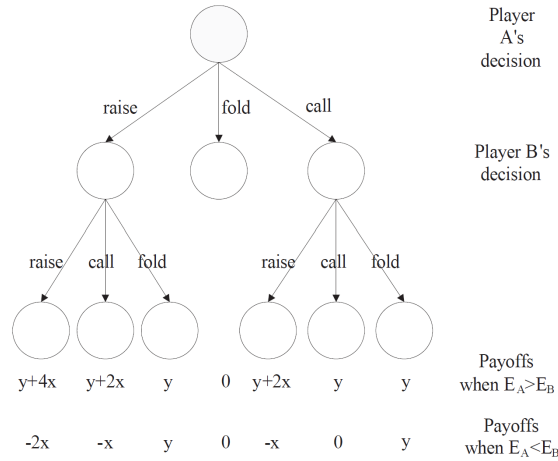 Player
A's
decision
raise
fold
call
Player B's
decision
raise
call
fold
raise
call
fold
Payoffs
when E_A>E_B
y+4x y+2x y 0 y+2x y y
Payoffs
when E_A<E_B
-2x -x y 0 -x 0 y